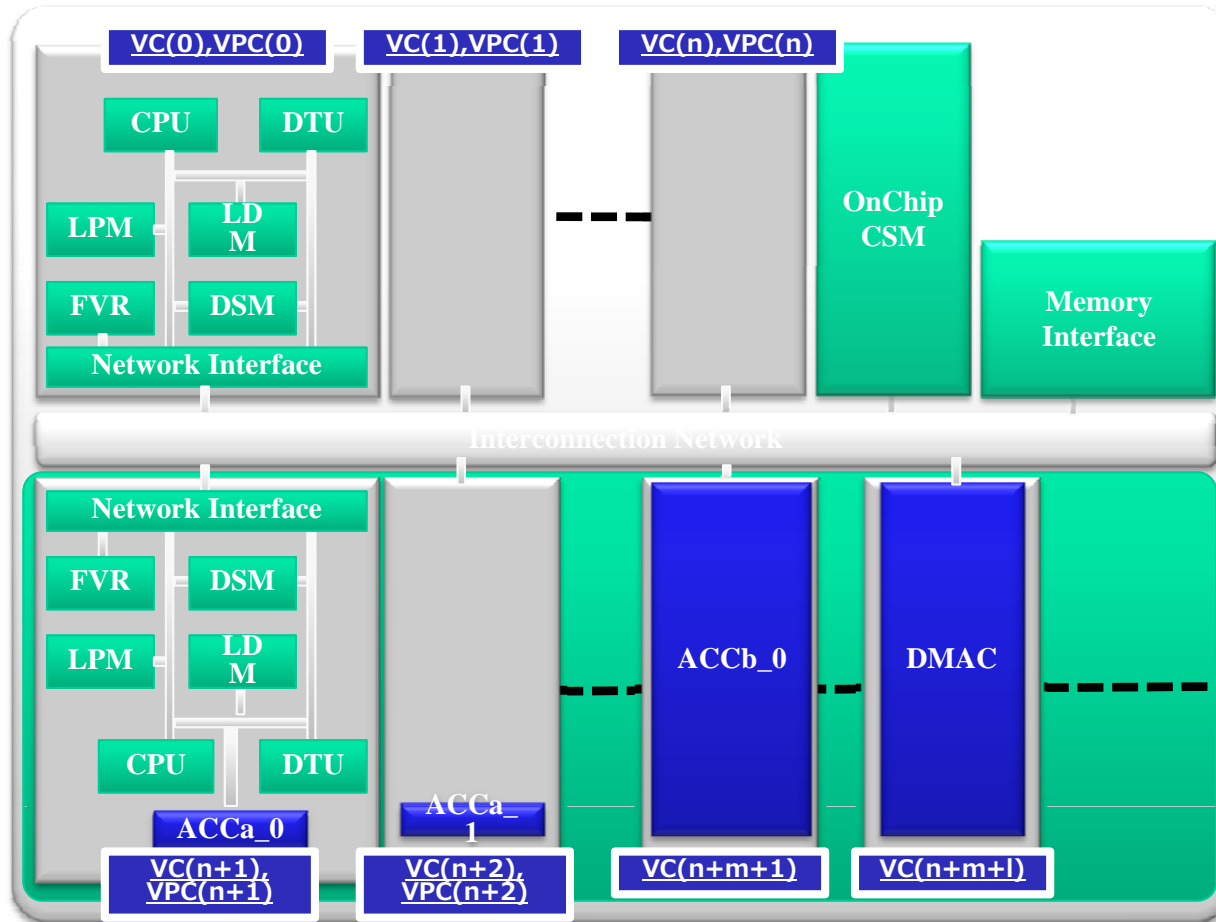 VC(0),VPC(0)
VC(1),VPC(1)
VC(n),VPC(n)
CPU
DTU
LPM
LD
M
FVR
DSM
Network Interface
OnChip
CSM
Memory
Interface
Interconnection Network
Network Interface
FVR
DSM
LPM
LD
M
CPU
DTU
ACCa_0
ACCa_
1
ACCb_0
DMAC
VC(n+1),
VPC(n+1)
VC(n+2),
VPC(n+2)
VC(n+m+1)
VC(n+m+l)